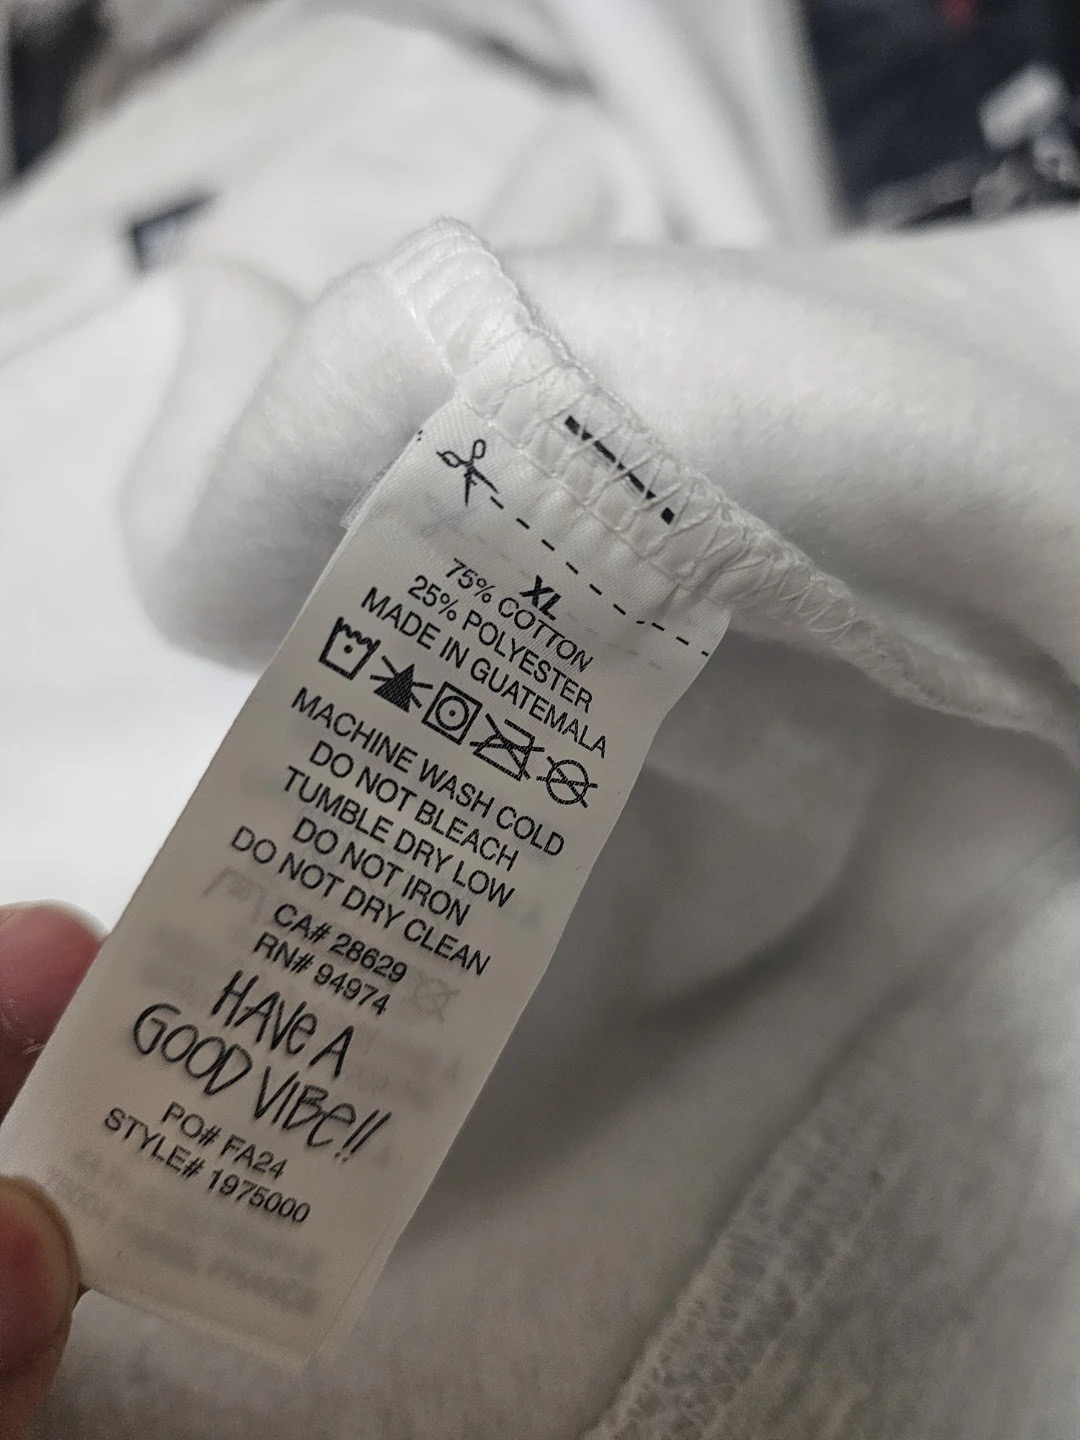 XL
75% COTTON
25% POLYESTER
MADE IN GUATEMALA
MACHINE WASH COLD
DO NOT BLEACH
TUMBLE DRY LOW
DO NOT IRON
DO NOT DRY CLEAN
CA# 28629
RN# 94974
HAVE A
GOOD VIBE!!
PO# FA24
STYLE# 1975000